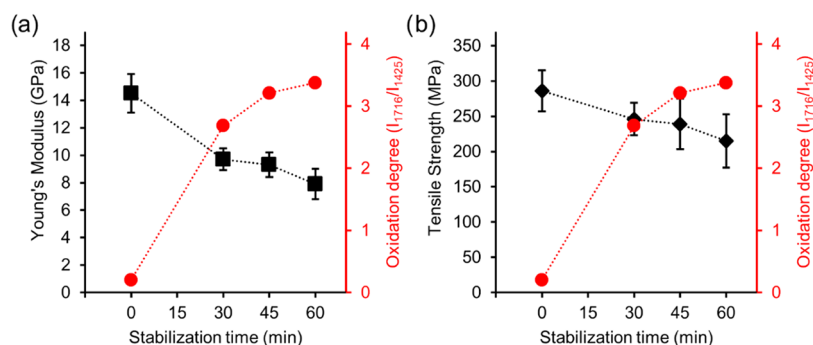 (a)
Young's Modulus (GPa)
18
16
14
12
10
8
6
4
2
0
0 15 30 45 60
Stabilization time (min)
4
3
2
1
0
Oxidation degree (I1716/I1425)
(b)
Tensile Strength (MPa)
350
300
250
200
150
100
50
0
0 15 30 45 60
Stabilization time (min)
4
3
2
1
0
Oxidation degree (I1716/I1425)